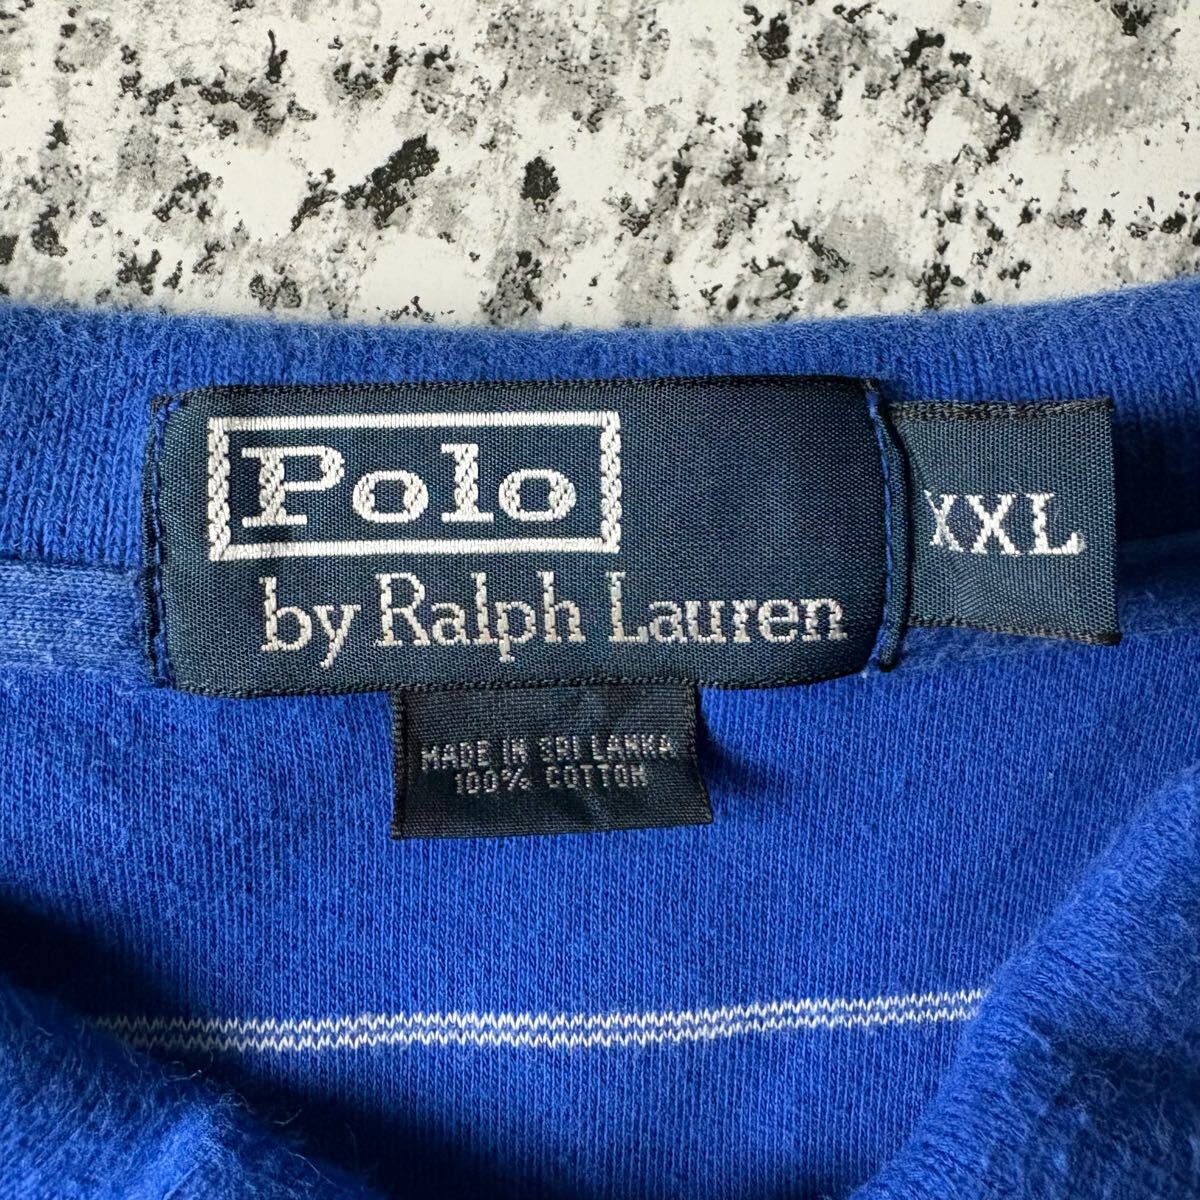 Polo
by Ralph Lauren
XXL
MADE IN SRI LANKA
100% COTTON